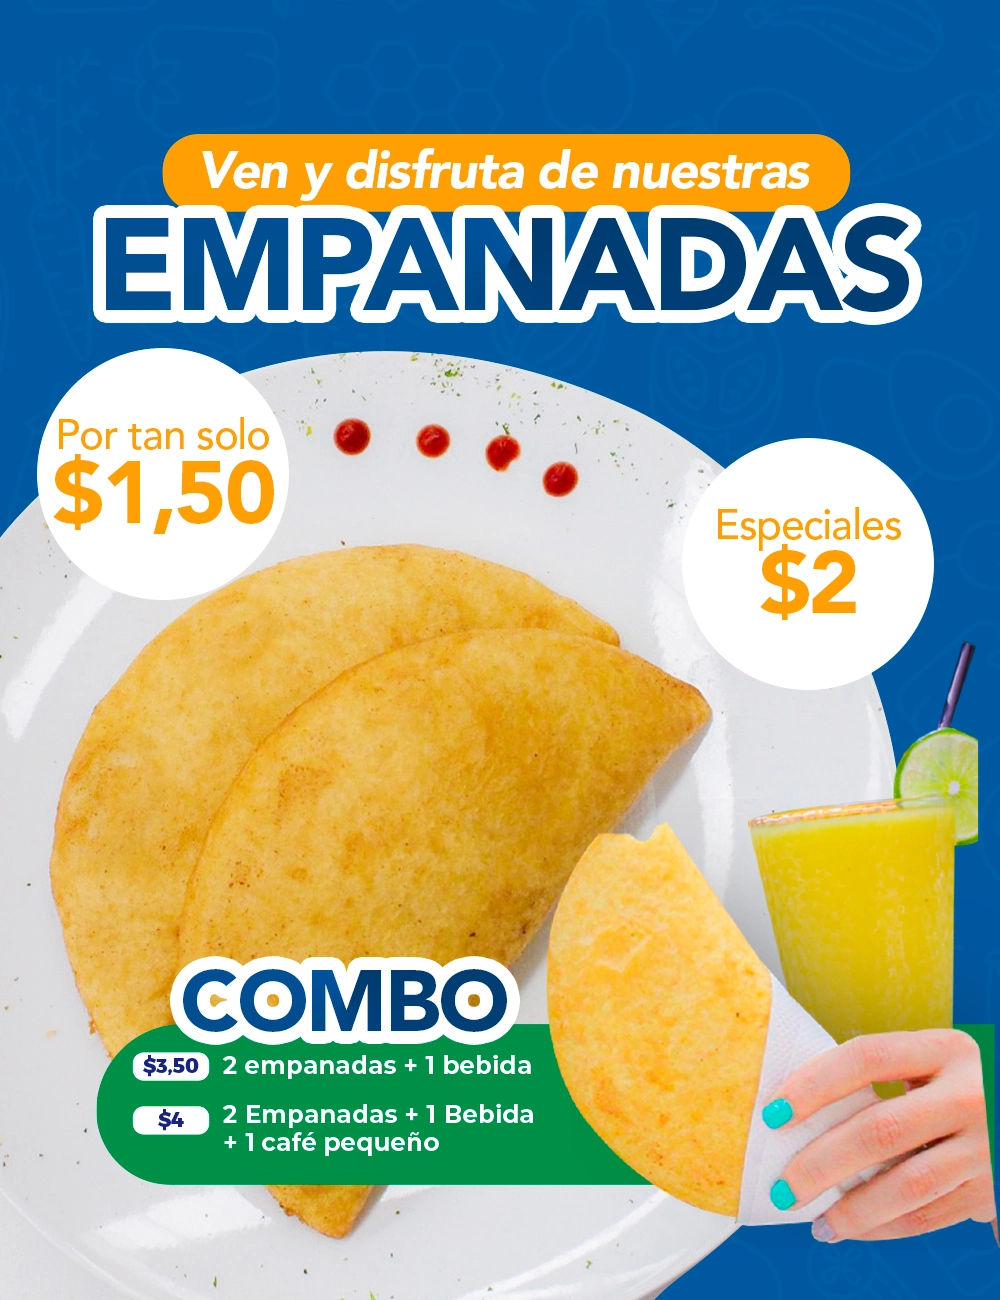 Ven y disfruta de nuestras
EMPANADAS
Por tan solo
$1,50
Especiales
$2
COMBO
$3,50 2 empanadas + 1 bebida
$4 2 Empanadas + 1 Bebida
+ 1 café pequeño